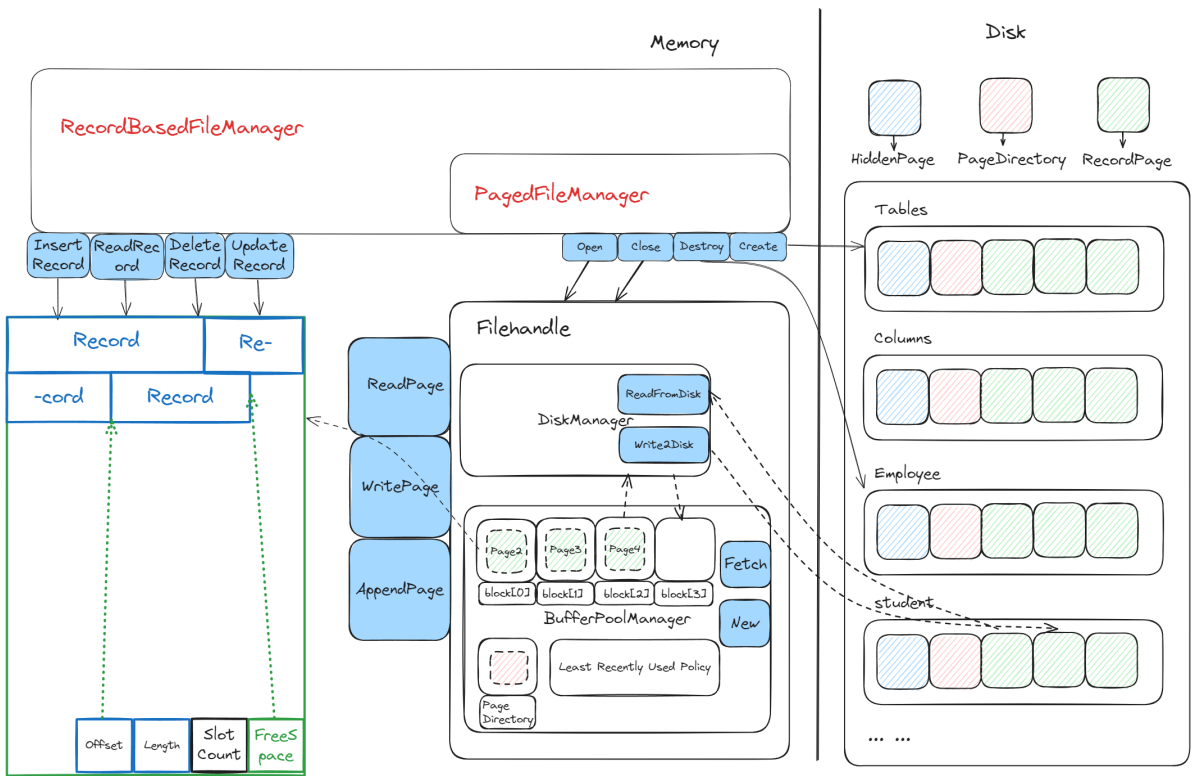 Memory
Disk
RecordBasedFileManager
PagedFileManager
HiddenPage
PageDirectory
RecordPage
Insert
Record
ReadRec
ord
Delete
Record
Update
Record
Open
Close
Destroy
Create
Tables
Record
Re-
-cord
Record
Filehandle
ReadPage
WritePage
AppendPage
DiskManager
ReadFromDisk
Write2Disk
Columns
Employee
Page2
Page3
Page4
block[0]
block[1]
block[2]
block[3]
BufferPoolManager
Fetch
New
Least Recently Used Policy
Page
Directory
student
Offset
Length
Slot
Count
FreeS
pace
... ...